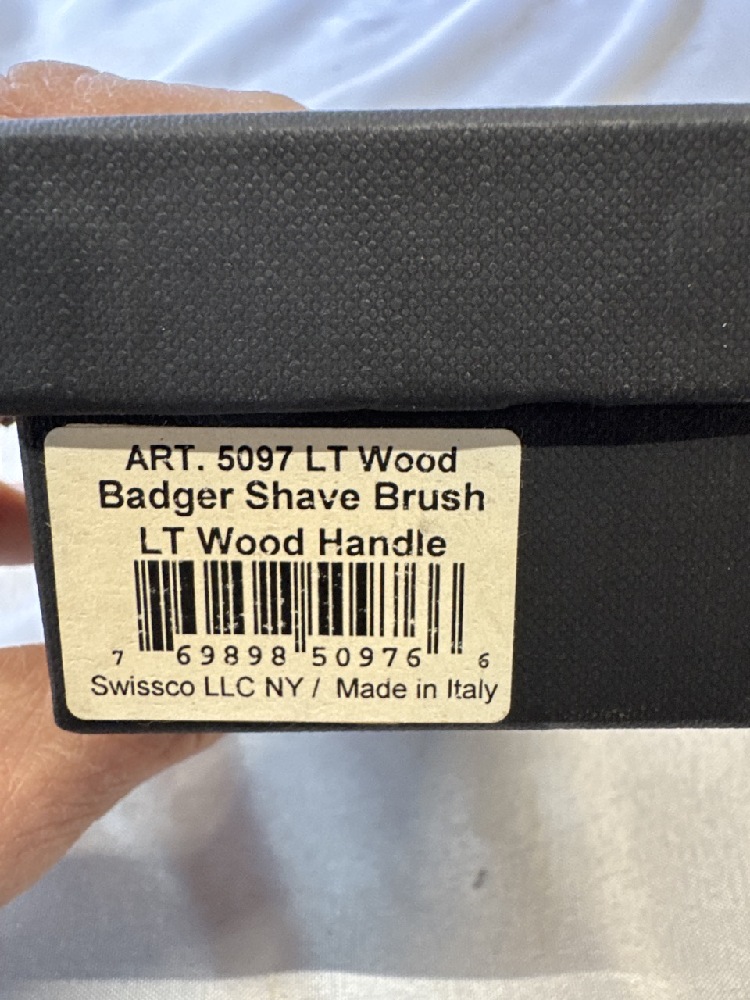 ART. 5097 LT Wood
Badger Shave Brush
LT Wood Handle
7 69898 50976 6
Swissco LLC NY / Made in Italy